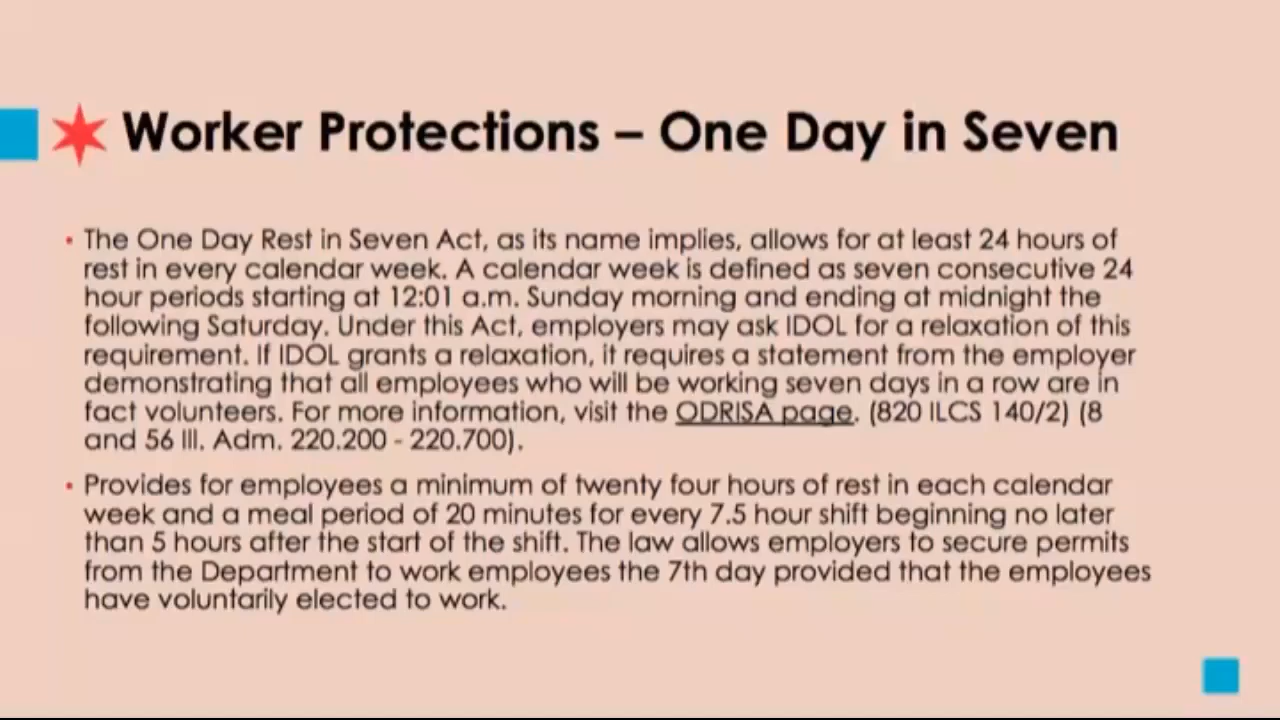 Worker Protections – One Day in Seven
• The One Day Rest in Seven Act, as its name implies, allows for at least 24 hours of
rest in every calendar week. A calendar week is defined as seven consecutive 24
hour periods starting at 12:01 a.m. Sunday morning and ending at midnight the
following Saturday. Under this Act, employers may ask IDOL for a relaxation of this
requirement. If IDOL grants a relaxation, it requires a statement from the employer
demonstrating that all employees who will be working seven days in a row are in
fact volunteers. For more information, visit the ODRISA page. (820 ILCS 140/2) (8
and 56 Ill. Adm. 220.200 - 220.700).
• Provides for employees a minimum of twenty four hours of rest in each calendar
week and a meal period of 20 minutes for every 7.5 hour shift beginning no later
than 5 hours after the start of the shift. The law allows employers to secure permits
from the Department to work employees the 7th day provided that the employees
have voluntarily elected to work.